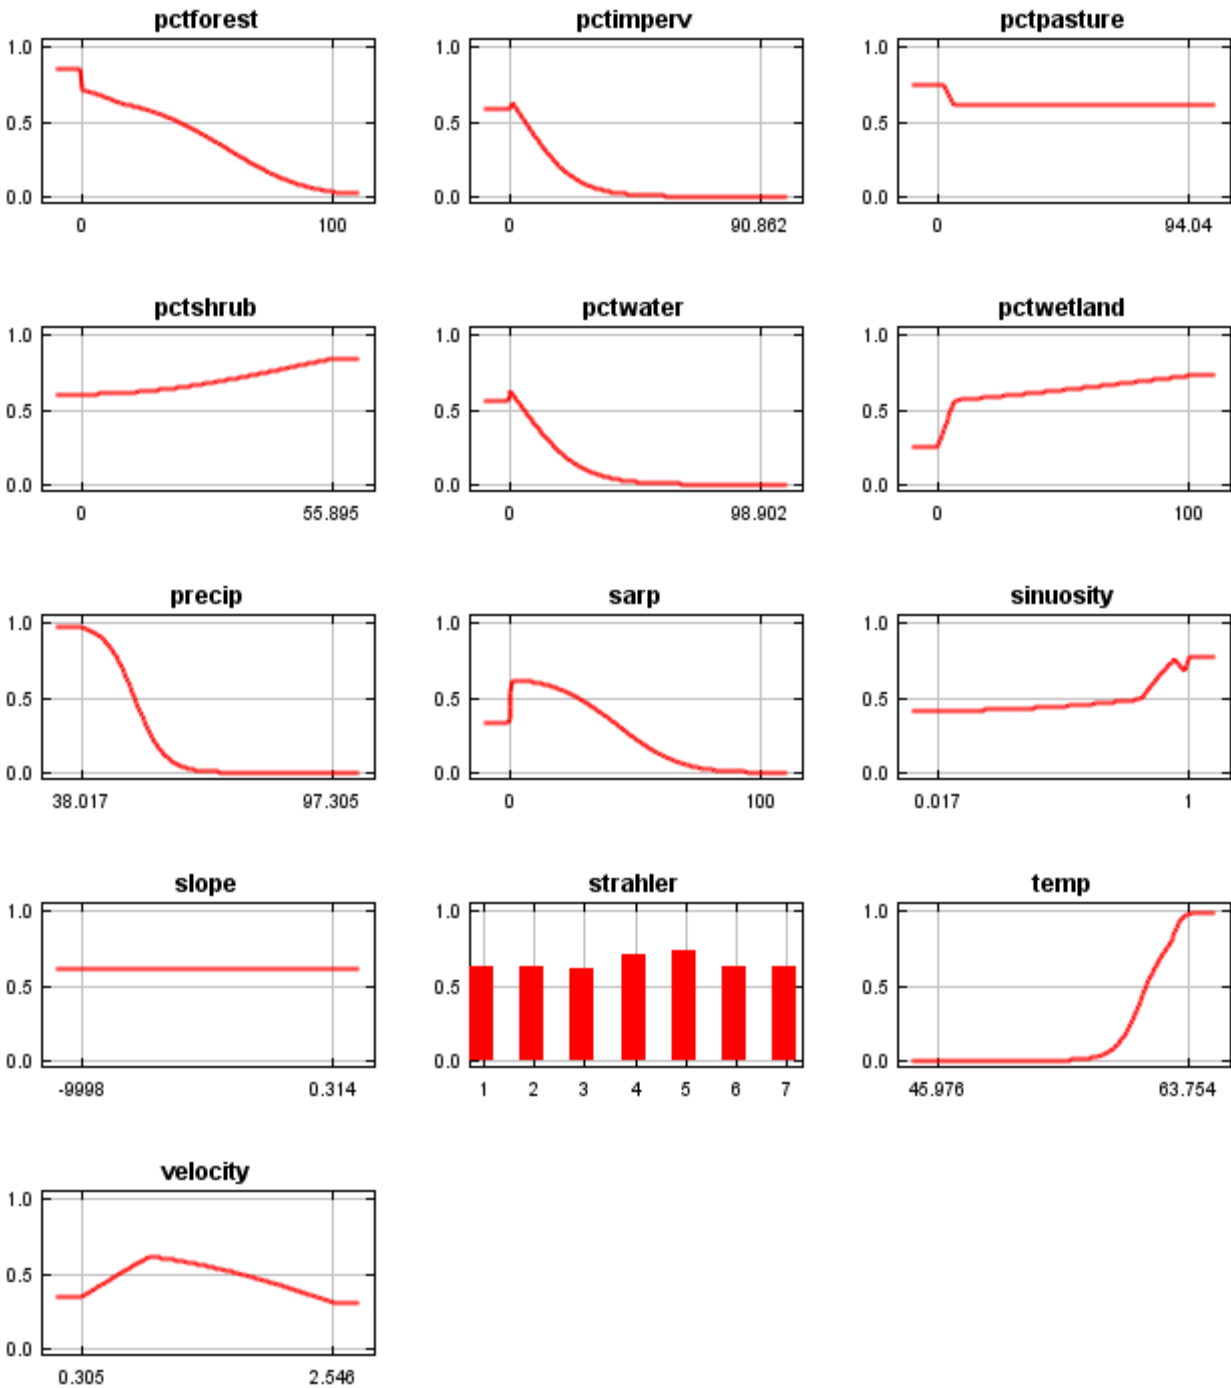 pctforest pctimperv pctpasture
1.0 1.0 1.0
0.5 0.5 0.5
0.0 0.0 0.0
0 100 0 90.862 0 94.04
pctshrub pctwater pctwetland
1.0 1.0 1.0
0.5 0.5 0.5
0.0 0.0 0.0
0 55.895 0 98.902 0 100
precip sarp sinuosity
1.0 1.0 1.0
0.5 0.5 0.5
0.0 0.0 0.0
38.017 97.305 0 100 0.017 1
slope strahler temp
1.0 1.0 1.0
0.5 0.5 0.5
0.0 0.0 0.0
-9998 0.314 1 2 3 4 5 6 7 45.976 63.754
velocity
1.0
0.5
0.0
0.305 2.546